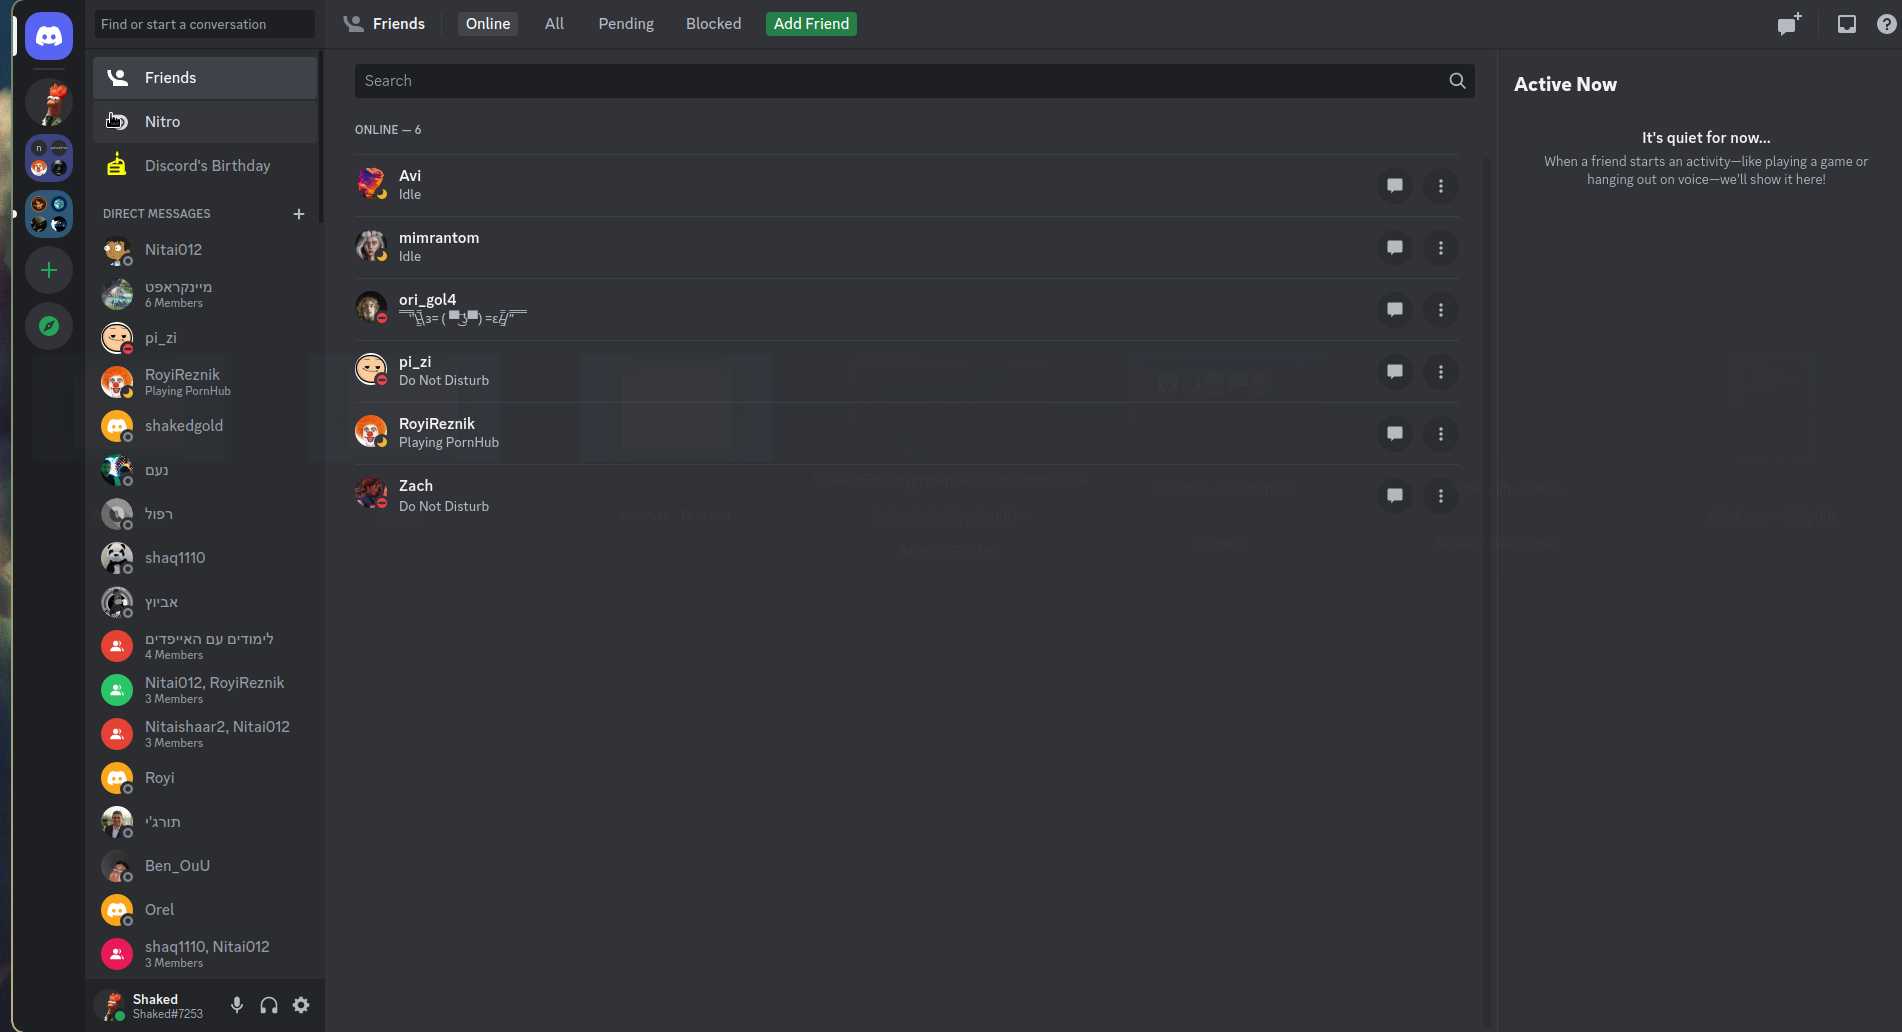 Find or start a conversation
Friends
Nitro
Discord's Birthday
DIRECT MESSAGES
Nitai012
מיינקראפט
6 Members
pi_zi
RoyiReznik
Playing PornHub
shakedgold
נעם
רפול
shaq1110
אביוץ
לימודים עם האייפדים
4 Members
Nitai012, RoyiReznik
3 Members
Nitaishaar2, Nitai012
3 Members
Royi
תורג'י
Ben_OuU
Orel
shaq1110, Nitai012
3 Members
Shaked
Shaked#7253
Friends
Online
All
Pending
Blocked
Add Friend
Search
ONLINE — 6
Avi
Idle
mimrantom
Idle
ori_gol4
pi_zi
Do Not Disturb
RoyiReznik
Playing PornHub
Zach
Do Not Disturb
Active Now
It's quiet for now...
When a friend starts an activity—like playing a game or
hanging out on voice—we'll show it here!